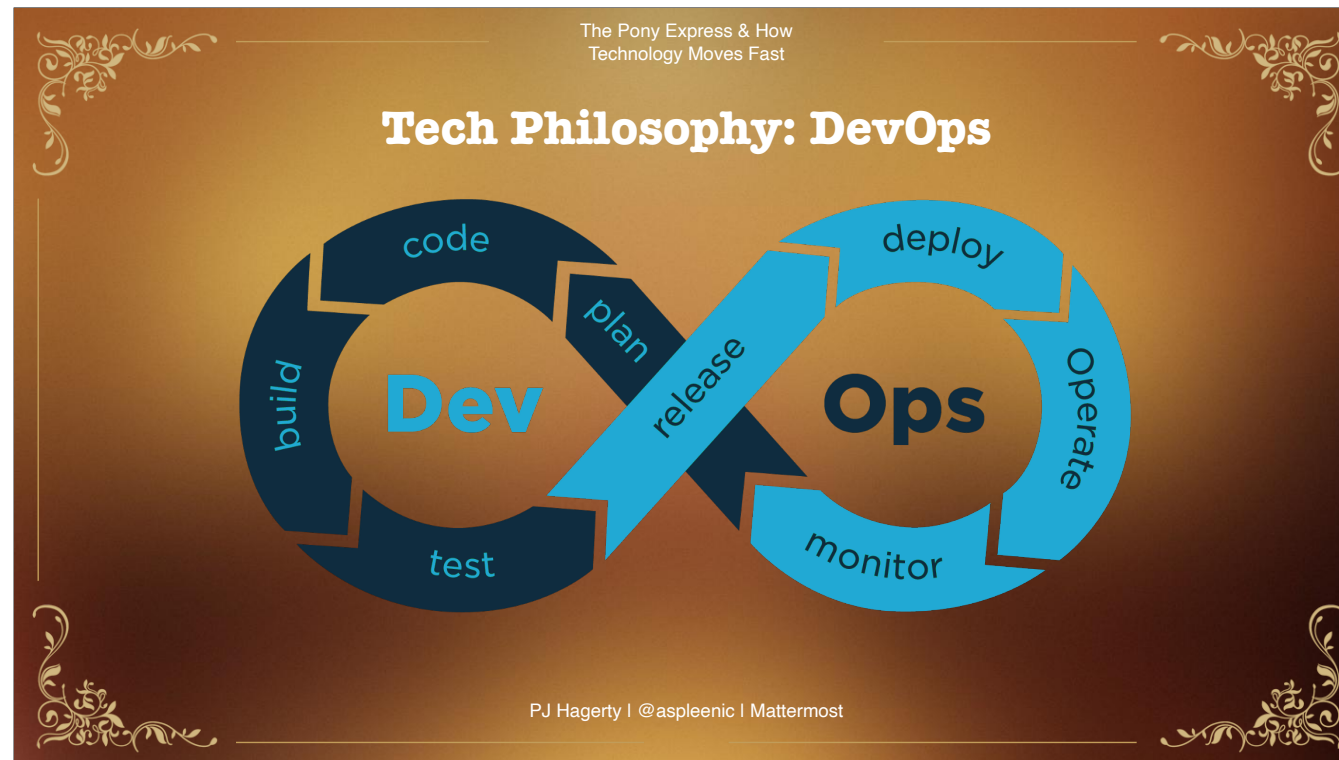 The Pony Express & How
Technology Moves Fast
Tech Philosophy: DevOps
code
plan
build
test
Dev
release
deploy
Operate
monitor
Ops
PJ Hagerty | @aspleenic | Mattermost